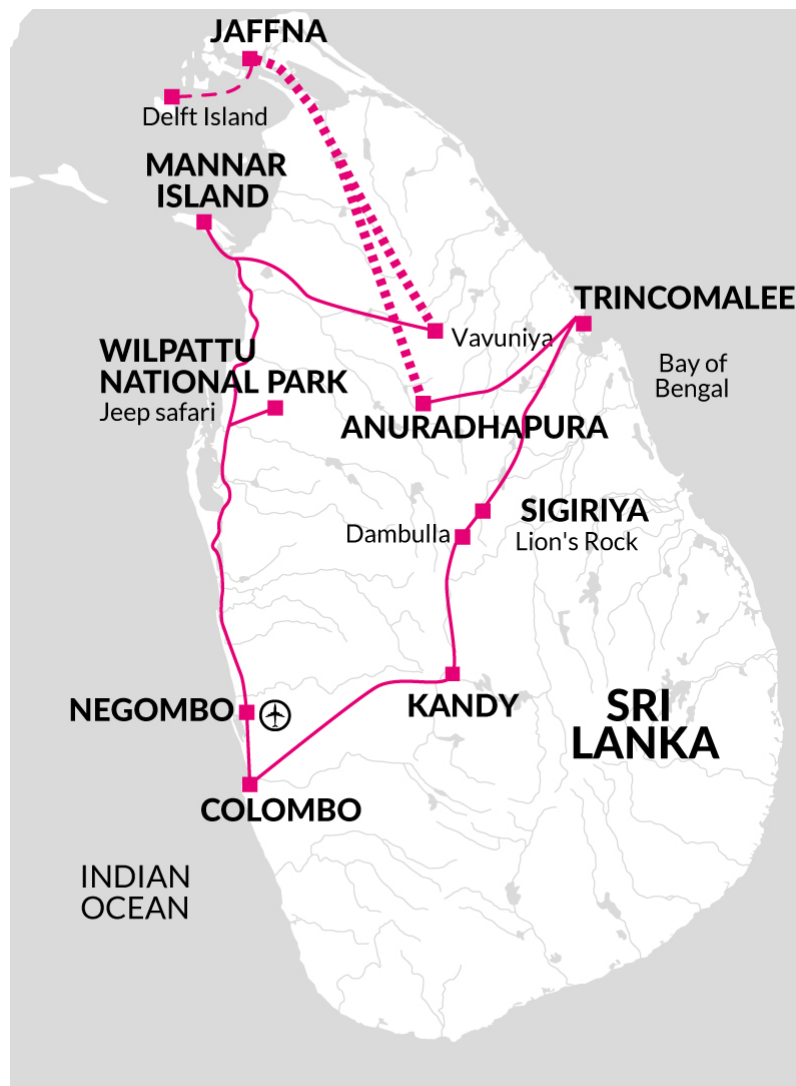 JAFFNA
Delft Island
MANNAR
ISLAND
TRINCOMALEE
Vavuniya
WILPATTU
NATIONAL PARK
Jeep safari
Bay of
Bengal
ANURADHAPURA
SIGIRIYA
Lion's Rock
Dambulla
KANDY
NEGOMBO
SRI
LANKA
COLOMBO
INDIAN
OCEAN